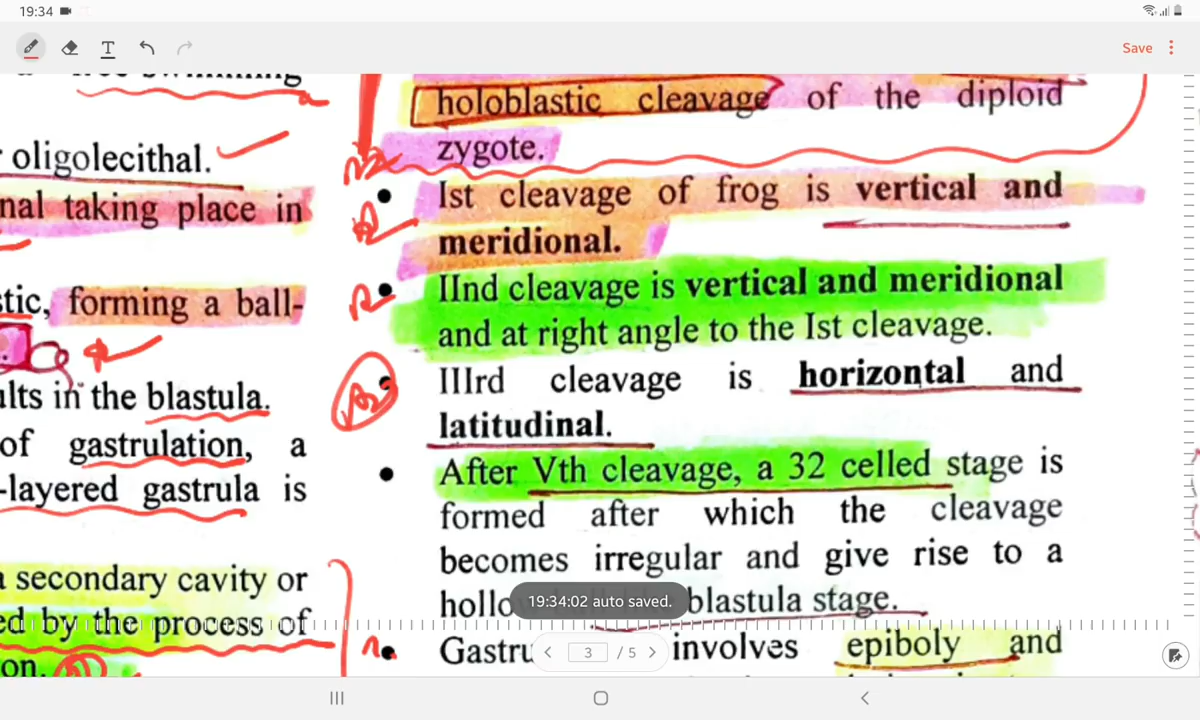 19:34
Save
oligolecithal.
nal taking place in
stic, forming a ball-
ults in the blastula.
of gastrulation, a
-layered gastrula is
a secondary cavity or
ed by the process of
on.
holoblastic cleavage of the diploid
zygote.
• Ist cleavage of frog is vertical and
meridional.
• IInd cleavage is vertical and meridional
and at right angle to the Ist cleavage.
• IIIrd cleavage is horizontal and
latitudinal.
• After Vth cleavage, a 32 celled stage is
formed after which the cleavage
becomes irregular and give rise to a
hollo blastula stage.
• Gastru involves epiboly and
19:34:02 auto saved.
3 / 5